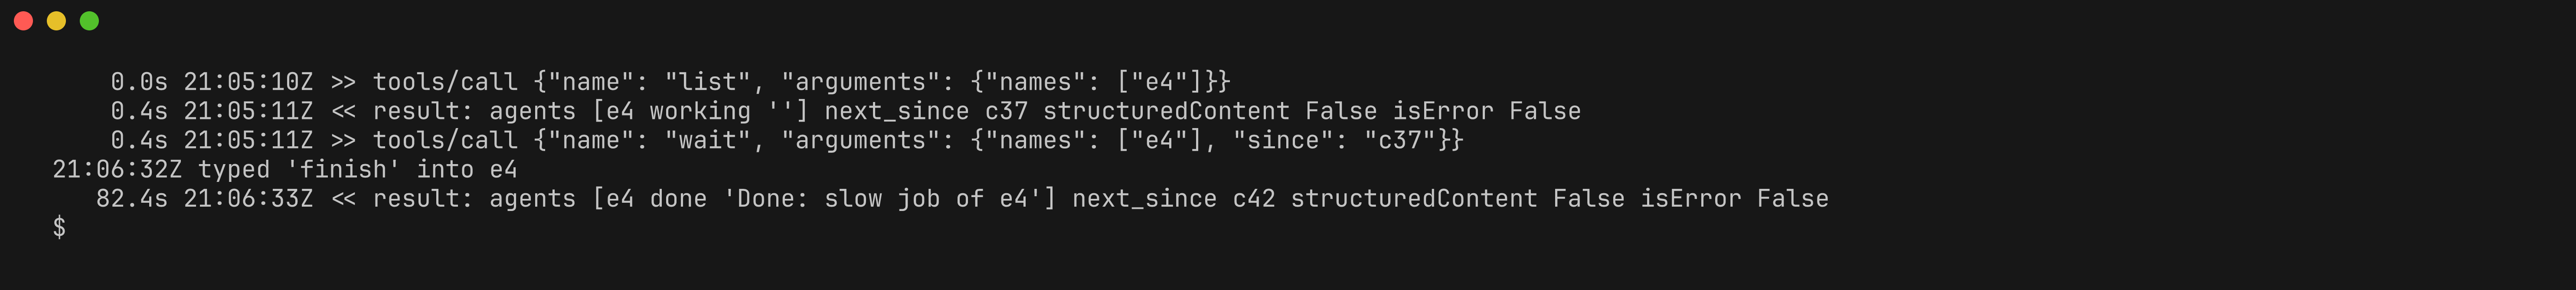 0.0s 21:05:10Z >> tools/call {"name": "list", "arguments": {"names": ["e4"]}}
0.4s 21:05:11Z << result: agents [e4 working ''] next_since c37 structuredContent False isError False
0.4s 21:05:11Z >> tools/call {"name": "wait", "arguments": {"names": ["e4"], "since": "c37"}}
21:06:32Z typed 'finish' into e4
82.4s 21:06:33Z << result: agents [e4 done 'Done: slow job of e4'] next_since c42 structuredContent False isError False
$